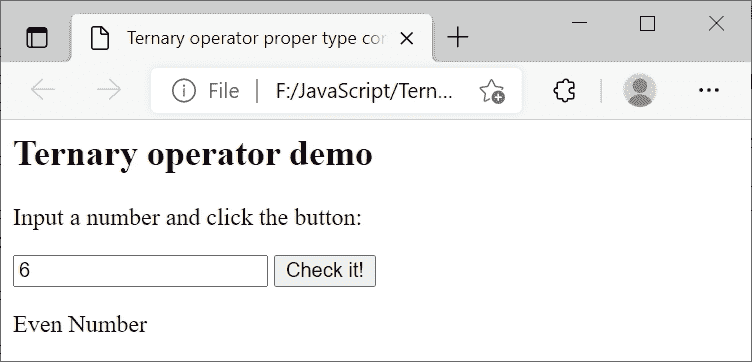 Ternary operator proper type con
File
F:/JavaScript/Tern...
Ternary operator demo
Input a number and click the button:
6
Check it!
Even Number